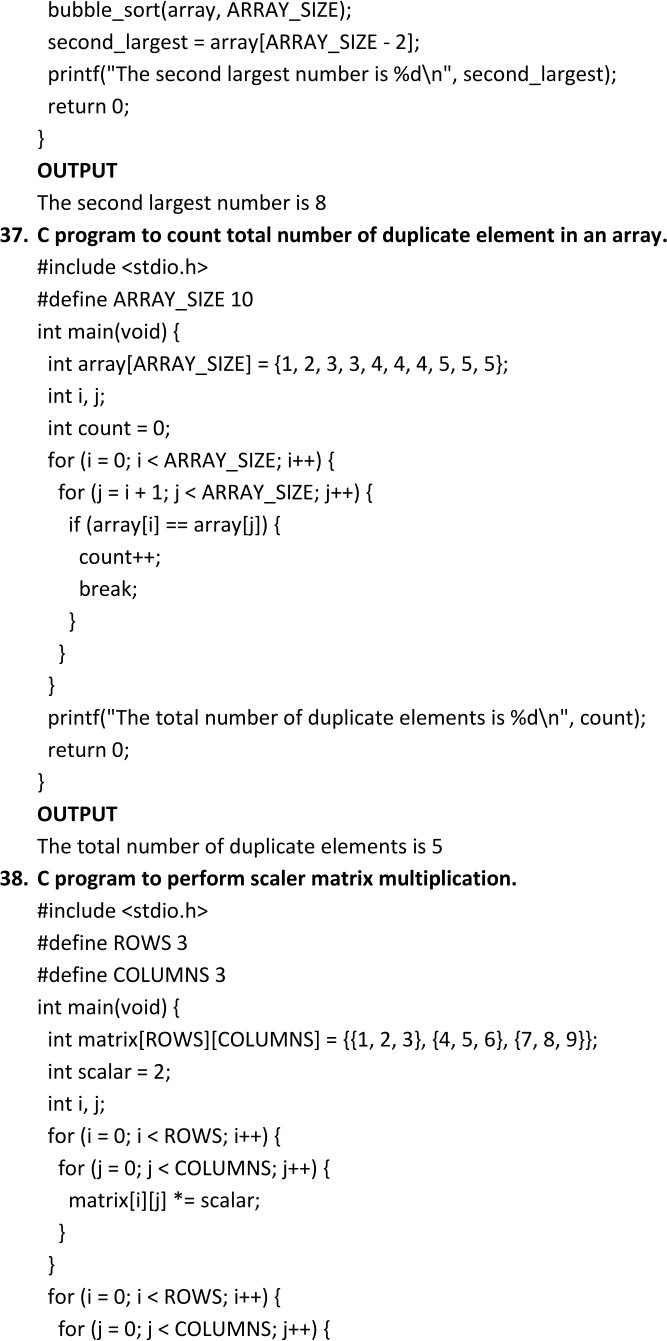 bubble_sort(array, ARRAY_SIZE);
second_largest = array[ARRAY_SIZE - 2];
printf("The second largest number is %d\n", second_largest);
return 0;
}
OUTPUT
The second largest number is 8
37. C program to count total number of duplicate element in an array.
#include <stdio.h>
#define ARRAY_SIZE 10
int main(void) {
int array[ARRAY_SIZE] = {1, 2, 3, 3, 4, 4, 4, 5, 5, 5};
int i, j;
int count = 0;
for (i = 0; i < ARRAY_SIZE; i++) {
for (j = i + 1; j < ARRAY_SIZE; j++) {
if (array[i] == array[j]) {
count++;
break;
}
}
}
printf("The total number of duplicate elements is %d\n", count);
return 0;
}
OUTPUT
The total number of duplicate elements is 5
38. C program to perform scaler matrix multiplication.
#include <stdio.h>
#define ROWS 3
#define COLUMNS 3
int main(void) {
int matrix[ROWS][COLUMNS] = {{1, 2, 3}, {4, 5, 6}, {7, 8, 9}};
int scalar = 2;
int i, j;
for (i = 0; i < ROWS; i++) {
for (j = 0; j < COLUMNS; j++) {
matrix[i][j] *= scalar;
}
}
for (i = 0; i < ROWS; i++) {
for (j = 0; j < COLUMNS; j++) {